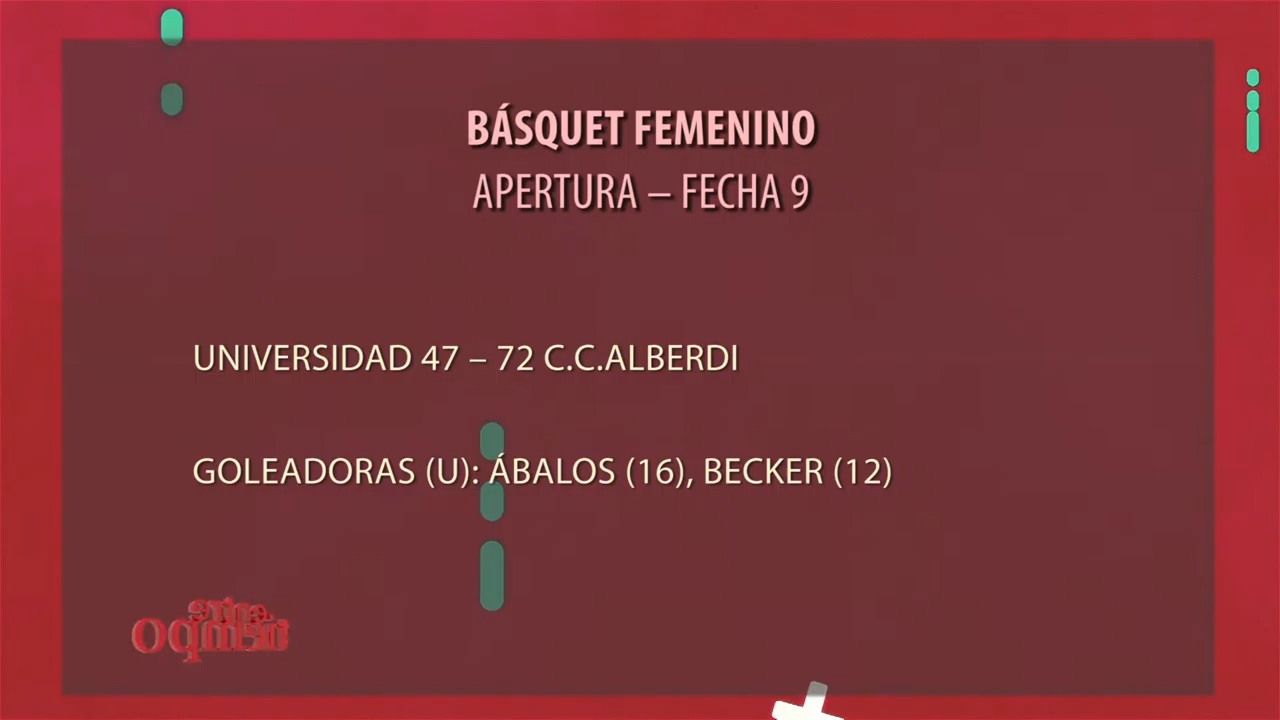 BÁSQUET FEMENINO
APERTURA – FECHA 9
UNIVERSIDAD 47 – 72 C.C.ALBERDI
GOLEADORAS (U): ÁBALOS (16), BECKER (12)